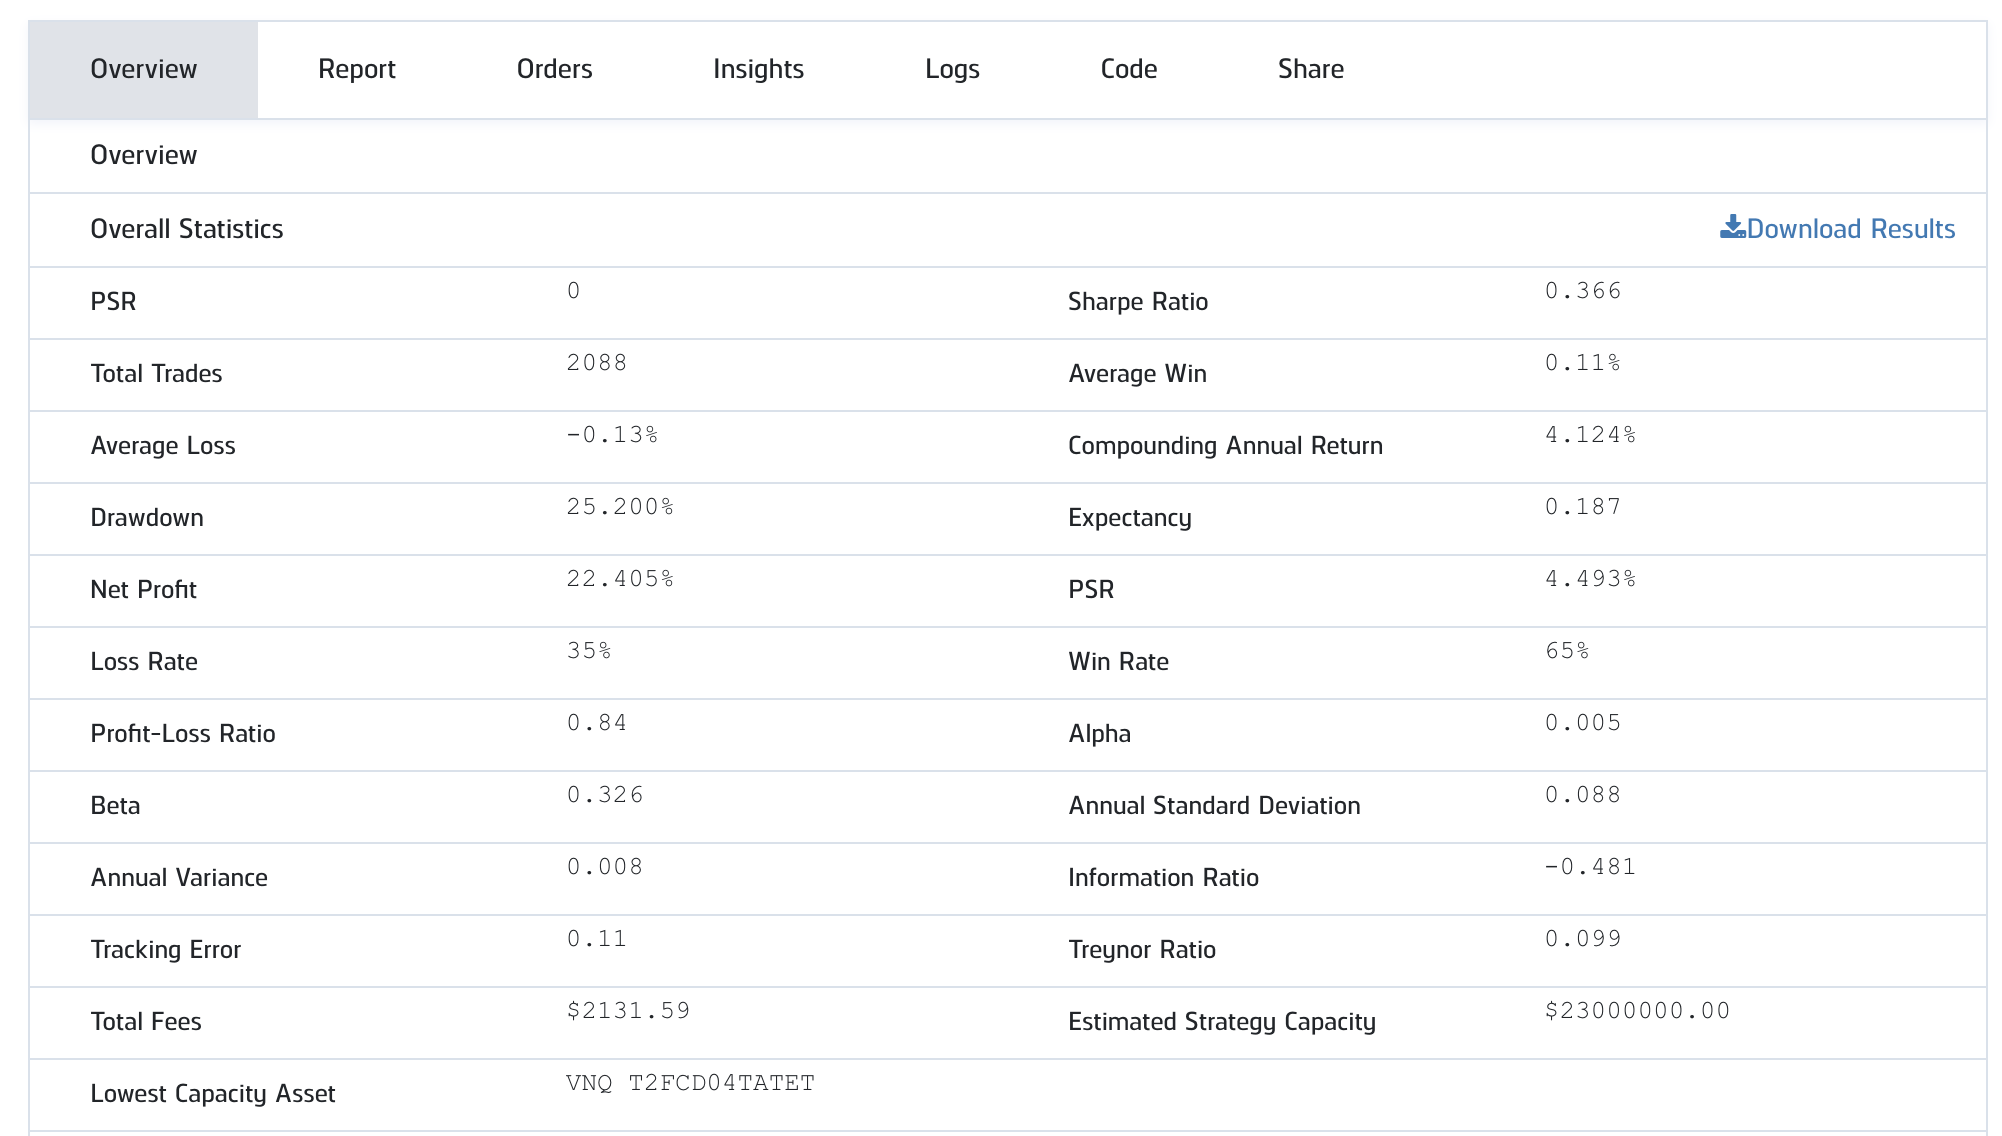 Overview Report Orders Insights Logs Code Share
Overview
Overall Statistics Download Results
PSR 0 Sharpe Ratio 0.366
Total Trades 2088 Average Win 0.11%
Average Loss -0.13% Compounding Annual Return 4.124%
Drawdown 25.200% Expectancy 0.187
Net Profit 22.405% PSR 4.493%
Loss Rate 35% Win Rate 65%
Profit-Loss Ratio 0.84 Alpha 0.005
Beta 0.326 Annual Standard Deviation 0.088
Annual Variance 0.008 Information Ratio -0.481
Tracking Error 0.11 Treynor Ratio 0.099
Total Fees $2131.59 Estimated Strategy Capacity $23000000.00
Lowest Capacity Asset VNQ T2FCD04TATET